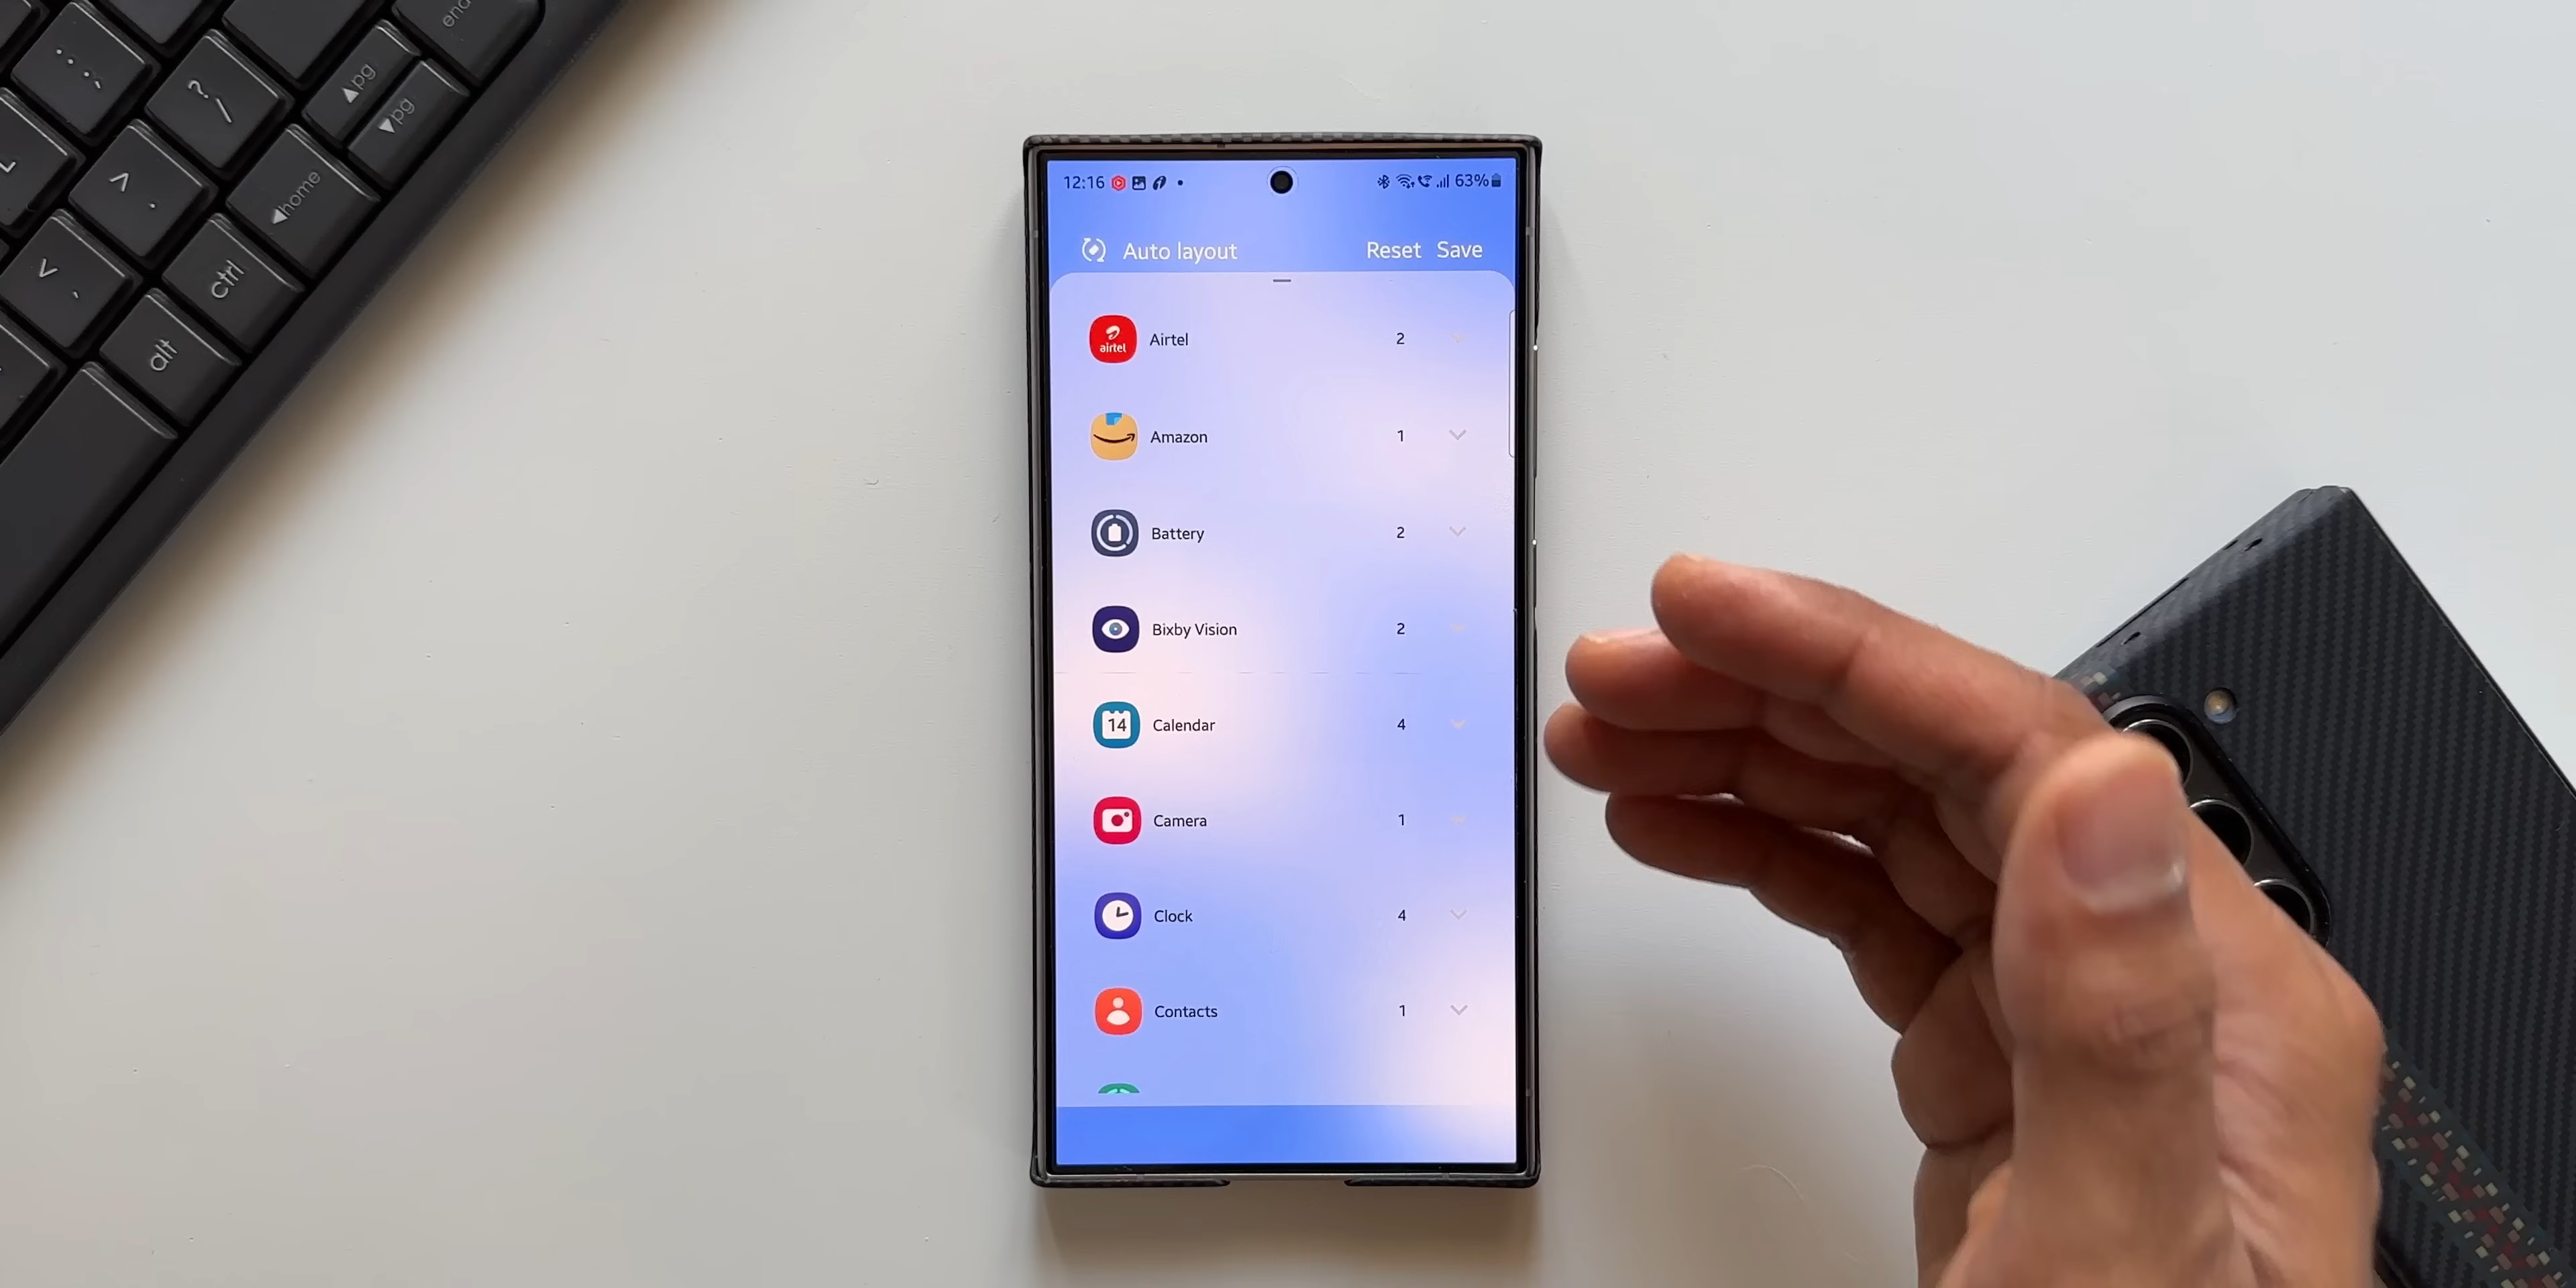 end
pg
pg
home
ctrl
alt
12:16 63%
Auto layout Reset Save
airtel Airtel 2
Amazon 1
Battery 2
Bixby Vision 2
14 Calendar 4
Camera 1
Clock 4
Contacts 1